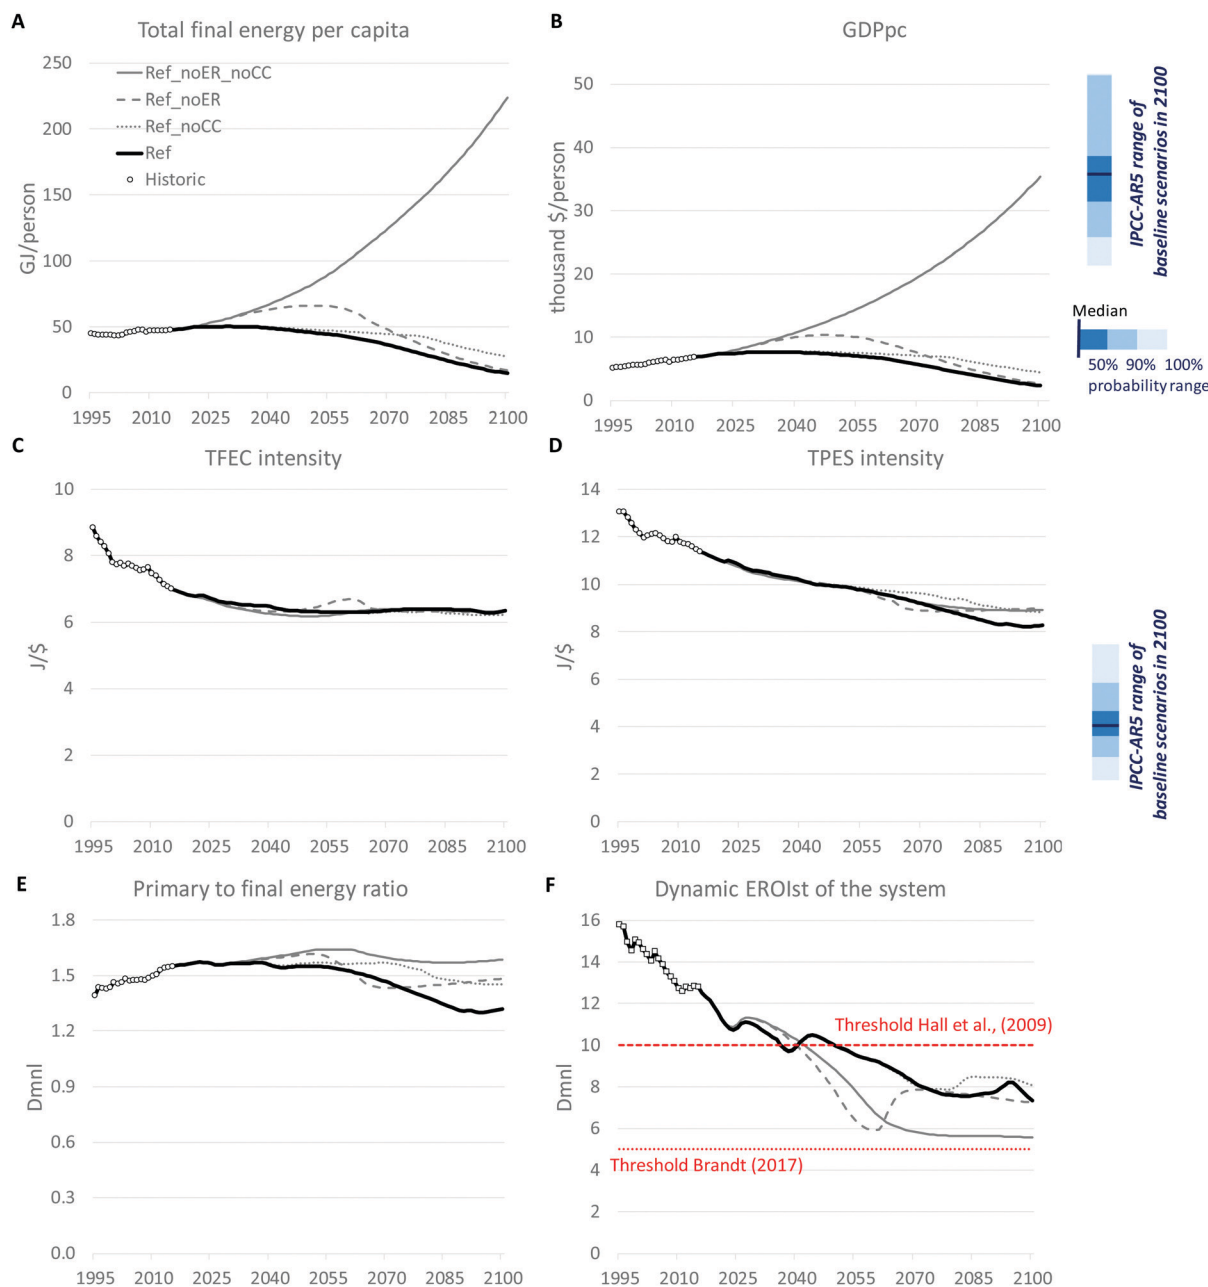 A
Total final energy per capita
250
200
150
100
50
0
GJ/person
Ref_noER_noCC
Ref_noER
Ref_noCC
Ref
Historic
1995 2010 2025 2040 2055 2070 2085 2100
B
GDPpc
50
40
30
20
10
0
thousand $/person
1995 2010 2025 2040 2055 2070 2085 2100
IPCC-AR5 range of
baseline scenarios in 2100
Median
50% 90% 100%
probability range
C
TFEC intensity
10
8
6
4
2
0
J/$
1995 2010 2025 2040 2055 2070 2085 2100
D
TPES intensity
14
12
10
8
6
4
2
0
J/$
1995 2010 2025 2040 2055 2070 2085 2100
IPCC-AR5 range of
baseline scenarios in 2100
E
Primary to final energy ratio
1.8
1.5
1.2
0.9
0.6
0.3
0.0
Dmnl
1995 2010 2025 2040 2055 2070 2085 2100
F
Dynamic EROIst of the system
16
14
12
10
8
6
4
2
0
Dmnl
Threshold Hall et al., (2009)
Threshold Brandt (2017)
1995 2010 2025 2040 2055 2070 2085 2100